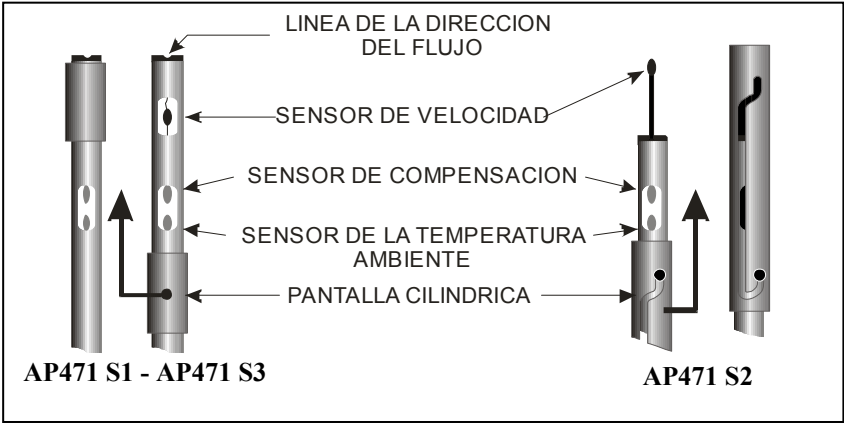 LINEA DE LA DIRECCION
DEL FLUJO
SENSOR DE VELOCIDAD
SENSOR DE COMPENSACION
SENSOR DE LA TEMPERATURA
AMBIENTE
PANTALLA CILINDRICA
AP471 S1 - AP471 S3
AP471 S2